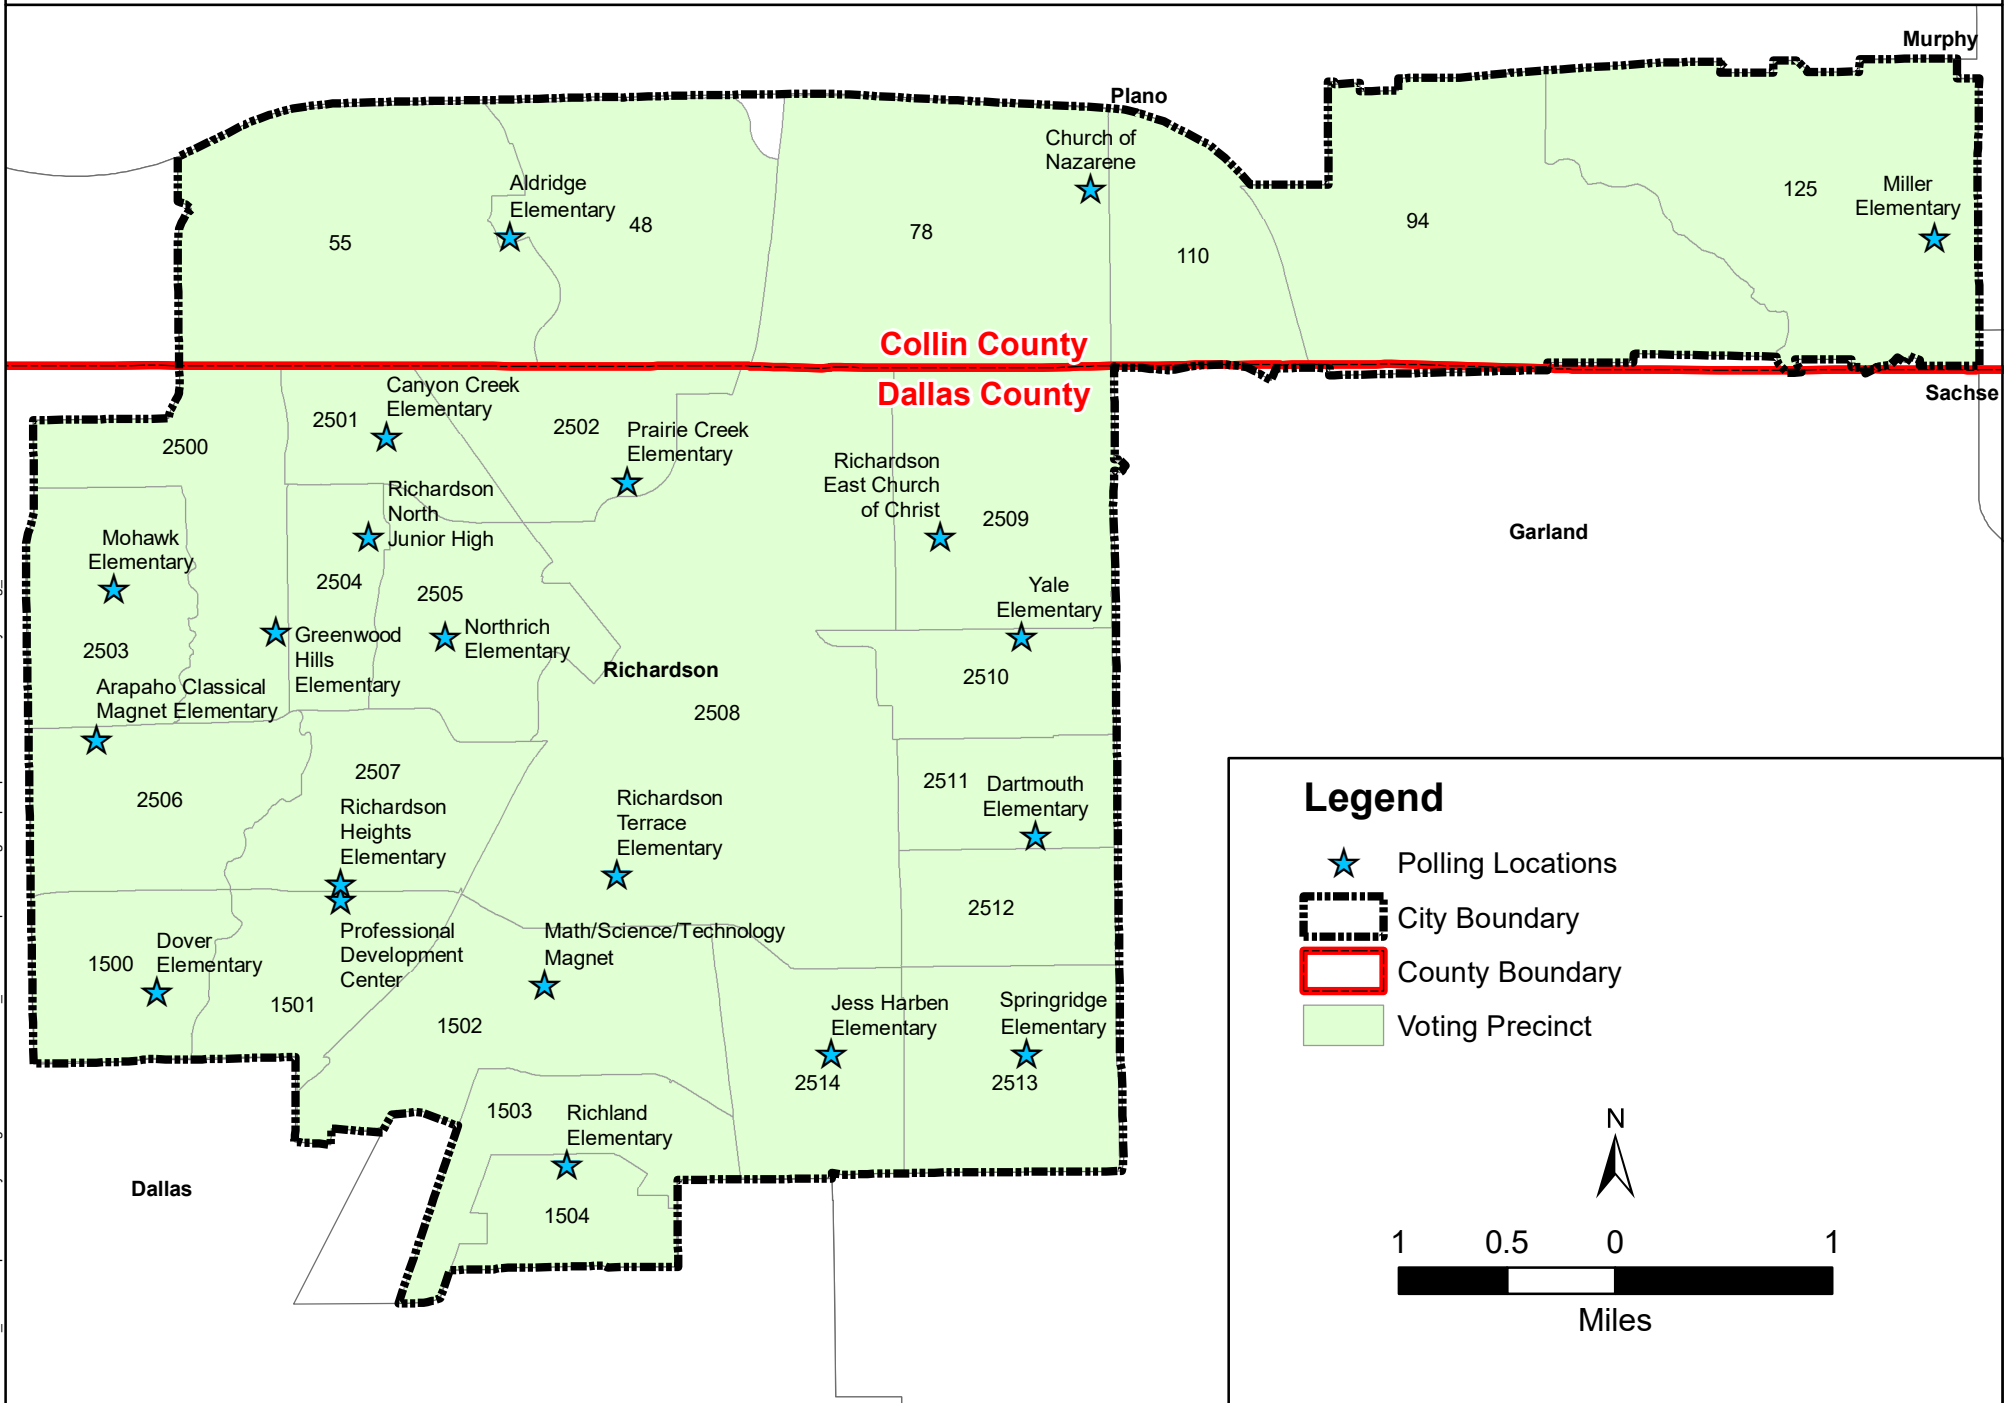 Murphy
Plano
Church of
Nazarene
Aldridge
Elementary
Miller
Elementary
55
48
78
110
94
125
Collin County
Dallas County
Sachse
Canyon Creek
Elementary
2500
2501
2502
Prairie Creek
Elementary
Richardson
East Church
of Christ
2509
Richardson
North
Junior High
Mohawk
Elementary
Garland
2504
2505
Yale
Elementary
2503
Greenwood
Hills
Elementary
Northrich
Elementary
Richardson
2510
Arapaho Classical
Magnet Elementary
2508
2506
2507
2511
Dartmouth
Elementary
Richardson
Heights
Elementary
Richardson
Terrace
Elementary
2512
1500
Dover
Elementary
Professional
Development
Center
Math/Science/Technology
Magnet
1501
1502
Jess Harben
Elementary
Springridge
Elementary
2514
2513
1503
Richland
Elementary
Dallas
1504
Legend
Polling Locations
City Boundary
County Boundary
Voting Precinct
N
1 0.5 0 1
Miles